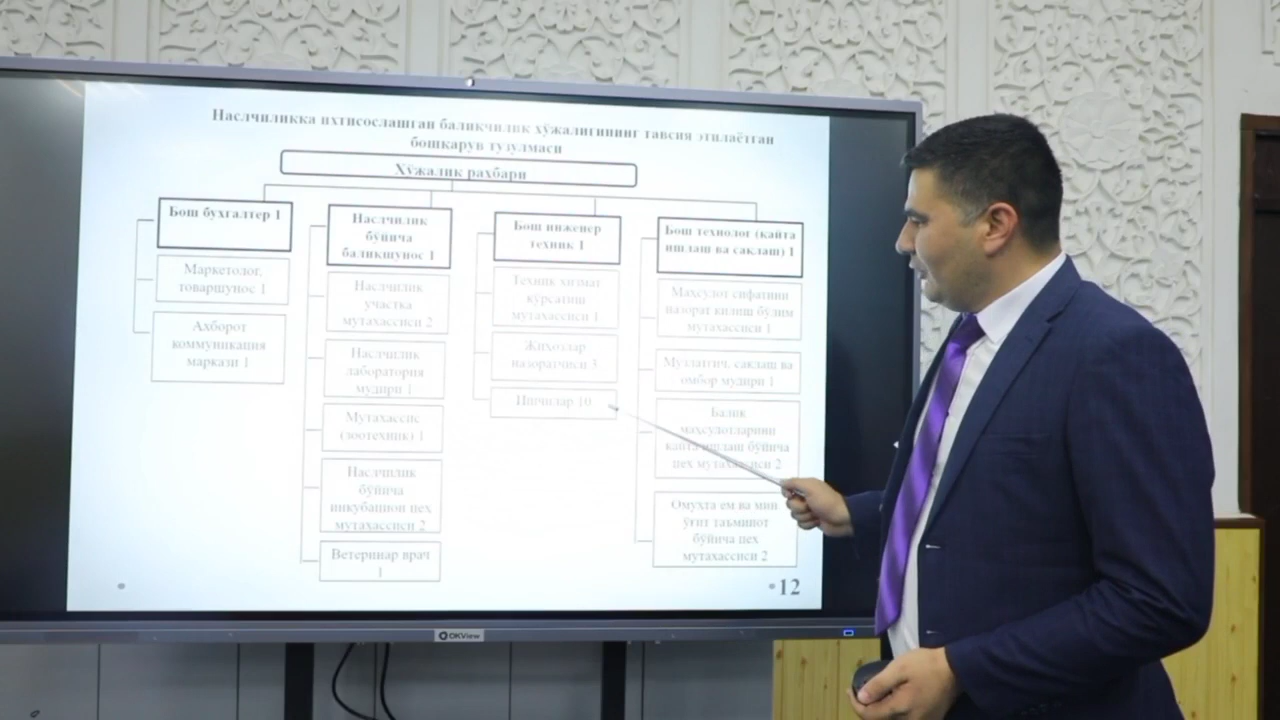 Наслчиликка ихтисослашган балиқчилик хўжалигининг тавсия этилаётган
бошқарув тузулмаси
Хўжалик раҳбари
Бош бухгалтер 1
Маркетолог,
товаршунос 1
Ахборот
коммуникация
маркази 1
Наслчилик
бўйича
балиқшунос 1
Наслчилик
участка
мутахассиси 2
Наслчилик
лаборатория
мудири 1
Мутахассис
(зоотехник) 1
Наслчилик
бўйича
инкубацион цех
мутахассиси 2
Ветеринар врач
1
Бош инженер
техник 1
Техник хизмат
кўрсатиш
мутахассиси 1
Жиҳозлар
назоратчиси 3
Ишчилар 10
Бош технолог (қайта
ишлаш ва сақлаш) 1
Маҳсулот сифатини
назорат қилиш бўлим
мутахассиси 1
Музлатгич, сақлаш ва
омбор мудири 1
Балиқ
маҳсулотларини
қайта ишлаш бўйича
цех мутахассиси 2
Омухта ем ва мин.
ўғит таъминот
бўйича цех
мутахассиси 2
12
OKView